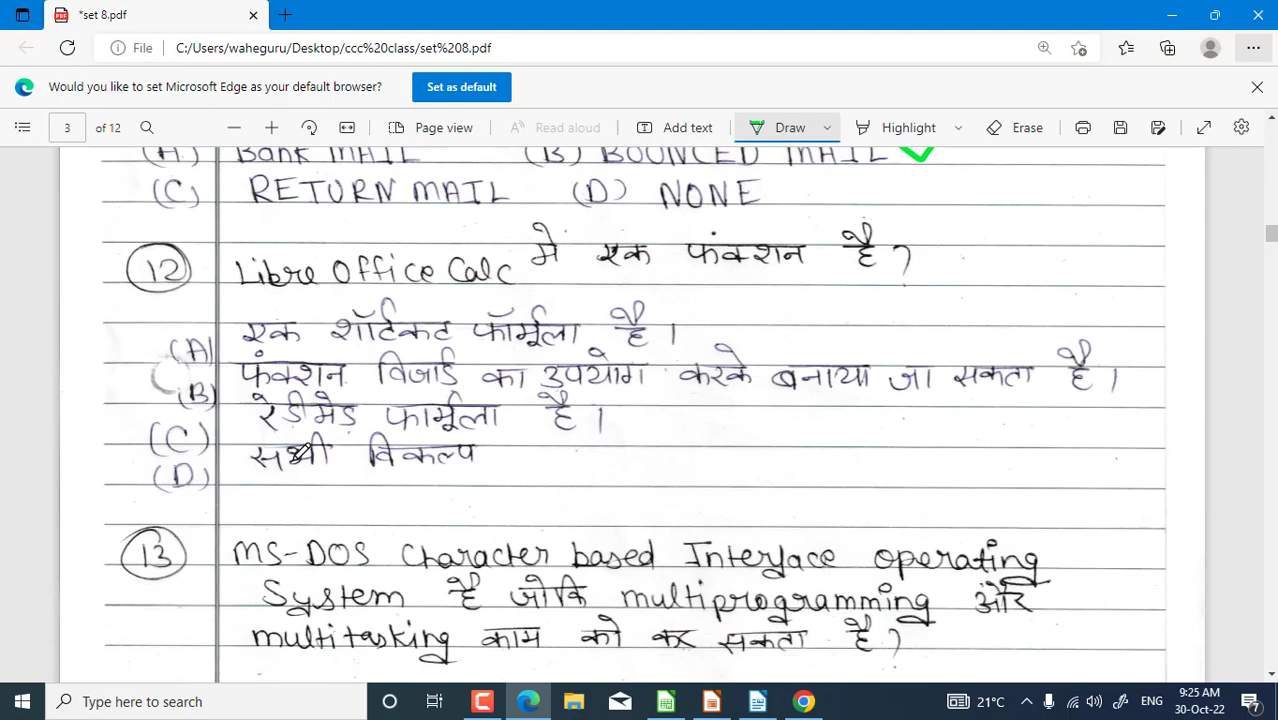 *set 8.pdf
File C:/Users/waheguru/Desktop/ccc%20class/set%208.pdf
Would you like to set Microsoft Edge as your default browser? Set as default
3 of 12 Page view Read aloud Add text Draw Highlight Erase
(A.) Bank MAIL (B) BOUNCED MAIL
(C) RETURN MAIL (D) NONE
12 Libre Office Calc में एक फंक्शन है?
(A) एक शॉर्टकट फॉर्मूला है।
(B) फंक्शन विजार्ड का उपयोग करके बनाया जा सकता है।
(C) रेडीमेड फार्मूला है।
(D) सभी विकल्प
13 MS-DOS Character based Interface operating
System है जोकि multiprogramming और
multitasking काम को कर सकता है?
Type here to search
21°C ENG 9:25 AM
30-Oct-22 7